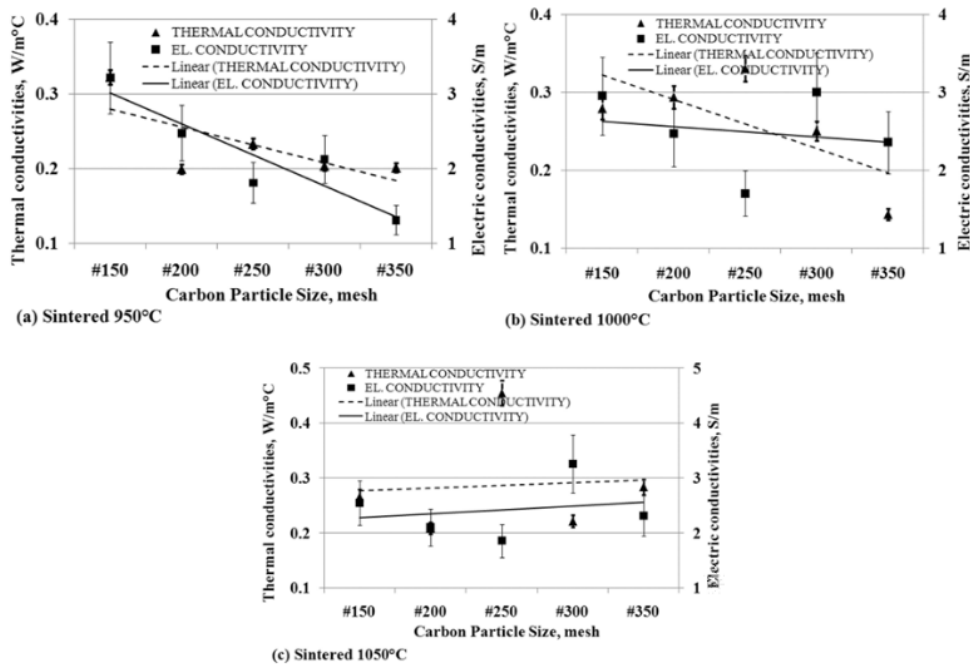 0.4
0.3
0.2
0.1
Thermal conductivities, W/m°C
▲ THERMAL CONDUCTIVITY
■ EL. CONDUCTIVITY
Linear (THERMAL CONDUCTIVITY)
Linear (EL. CONDUCTIVITY)
4
3
2
1
Electric conductivities, S/m
#150 #200 #250 #300 #350
Carbon Particle Size, mesh
(a) Sintered 950°C
0.4
0.3
0.2
0.1
Thermal conductivities, W/m°C
▲ THERMAL CONDUCTIVITY
■ EL. CONDUCTIVITY
Linear (THERMAL CONDUCTIVITY)
Linear (EL. CONDUCTIVITY)
4
3
2
1
Electric conductivities, S/m
#150 #200 #250 #300 #350
Carbon Particle Size, mesh
(b) Sintered 1000°C
0.5
0.4
0.3
0.2
0.1
Thermal conductivities, W/m°C
▲ THERMAL CONDUCTIVITY
■ EL. CONDUCTIVITY
Linear (THERMAL CONDUCTIVITY)
Linear (EL. CONDUCTIVITY)
5
4
3
2
1
Electric conductivities, S/m
#150 #200 #250 #300 #350
Carbon Particle Size, mesh
(c) Sintered 1050°C